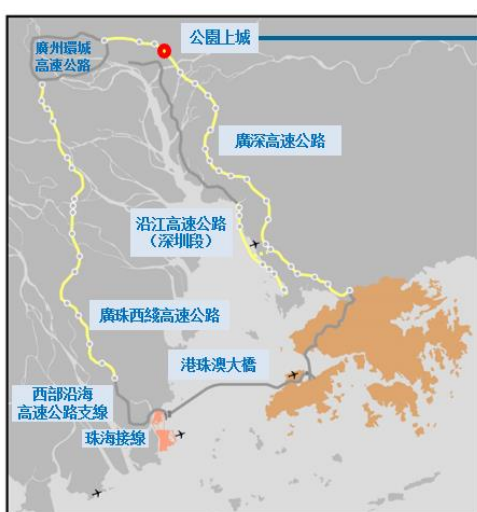 公園上城
廣州環城
高速公路
廣深高速公路
沿江高速公路
（深圳段）
廣珠西綫高速公路
港珠澳大橋
西部沿海
高速公路支線
珠海接線